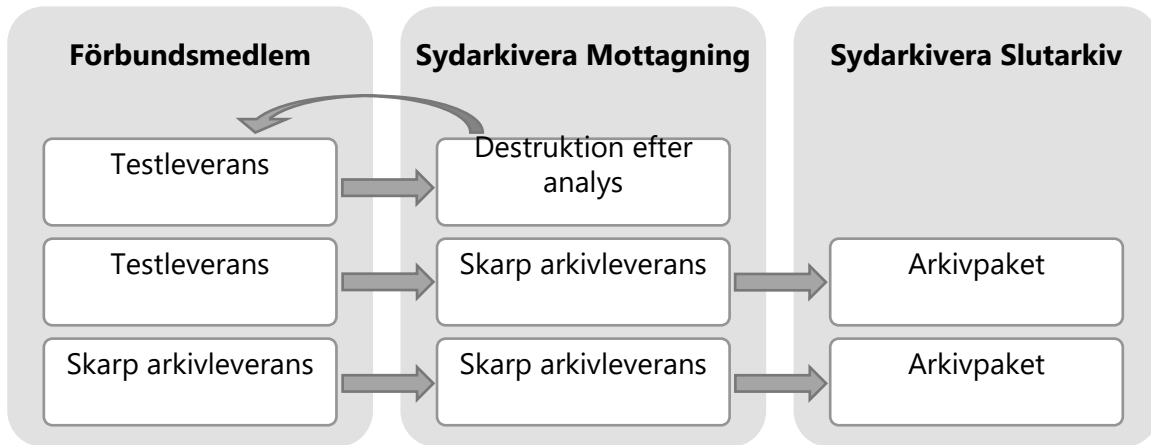 Förbundsmedlem
Sydarkivera Mottagning
Sydarkivera Slutarkiv
Testleverans
Destruktion efter
analys
Testleverans
Skarp arkivleverans
Arkivpaket
Skarp arkivleverans
Skarp arkivleverans
Arkivpaket